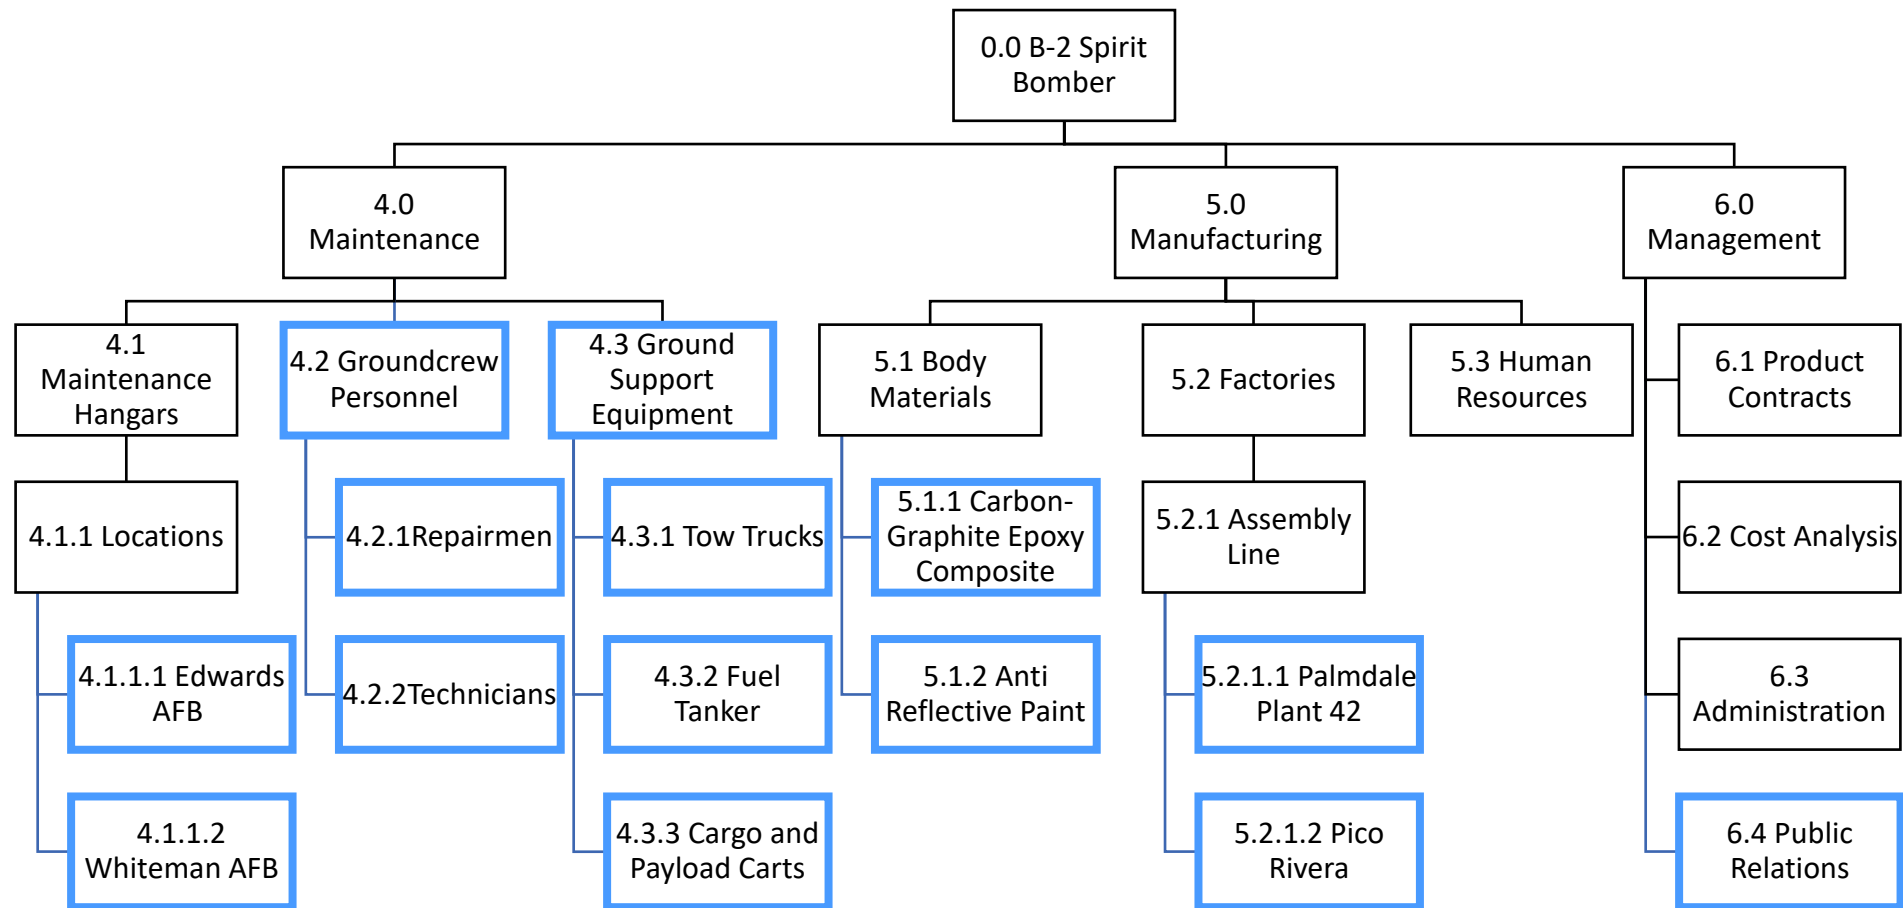 0.0 B-2 Spirit
Bomber
4.0
Maintenance
5.0
Manufacturing
6.0
Management
4.1
Maintenance
Hangars
4.2 Groundcrew
Personnel
4.3 Ground
Support
Equipment
5.1 Body
Materials
5.2 Factories
5.3 Human
Resources
6.1 Product
Contracts
4.1.1 Locations
4.2.1Repairmen
4.3.1 Tow Trucks
5.1.1 Carbon-
Graphite Epoxy
Composite
5.2.1 Assembly
Line
6.2 Cost Analysis
4.1.1.1 Edwards
AFB
4.2.2Technicians
4.3.2 Fuel
Tanker
5.1.2 Anti
Reflective Paint
5.2.1.1 Palmdale
Plant 42
6.3
Administration
4.1.1.2
Whiteman AFB
4.3.3 Cargo and
Payload Carts
5.2.1.2 Pico
Rivera
6.4 Public
Relations